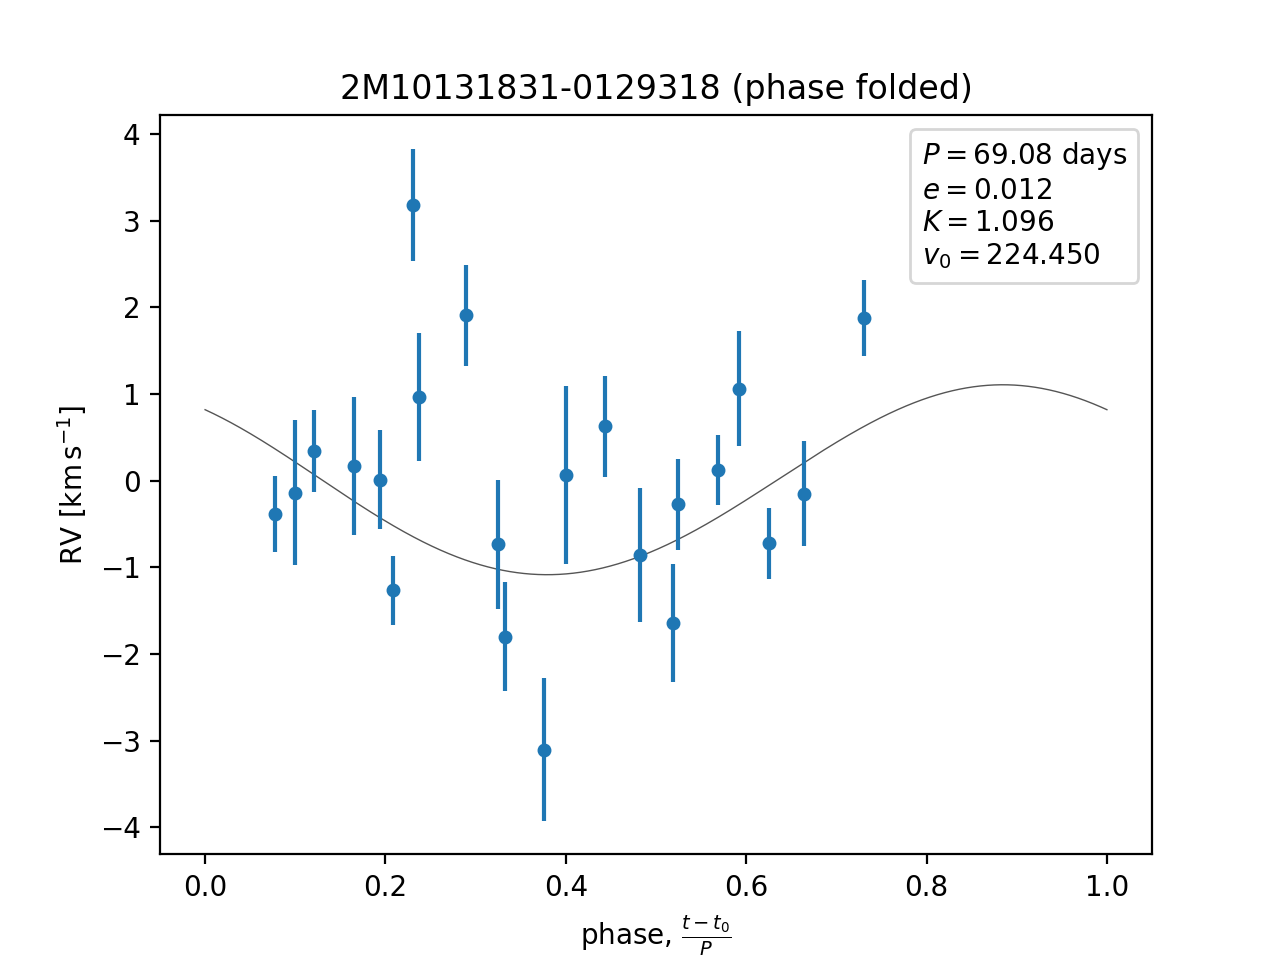 2M10131831-0129318 (phase folded)
P = 69.08 days
e = 0.012
K = 1.096
v₀ = 224.450
RV [km s⁻¹]
4
3
2
1
0
−1
−2
−3
−4
0.0 0.2 0.4 0.6 0.8 1.0
phase, (t − t₀)/P